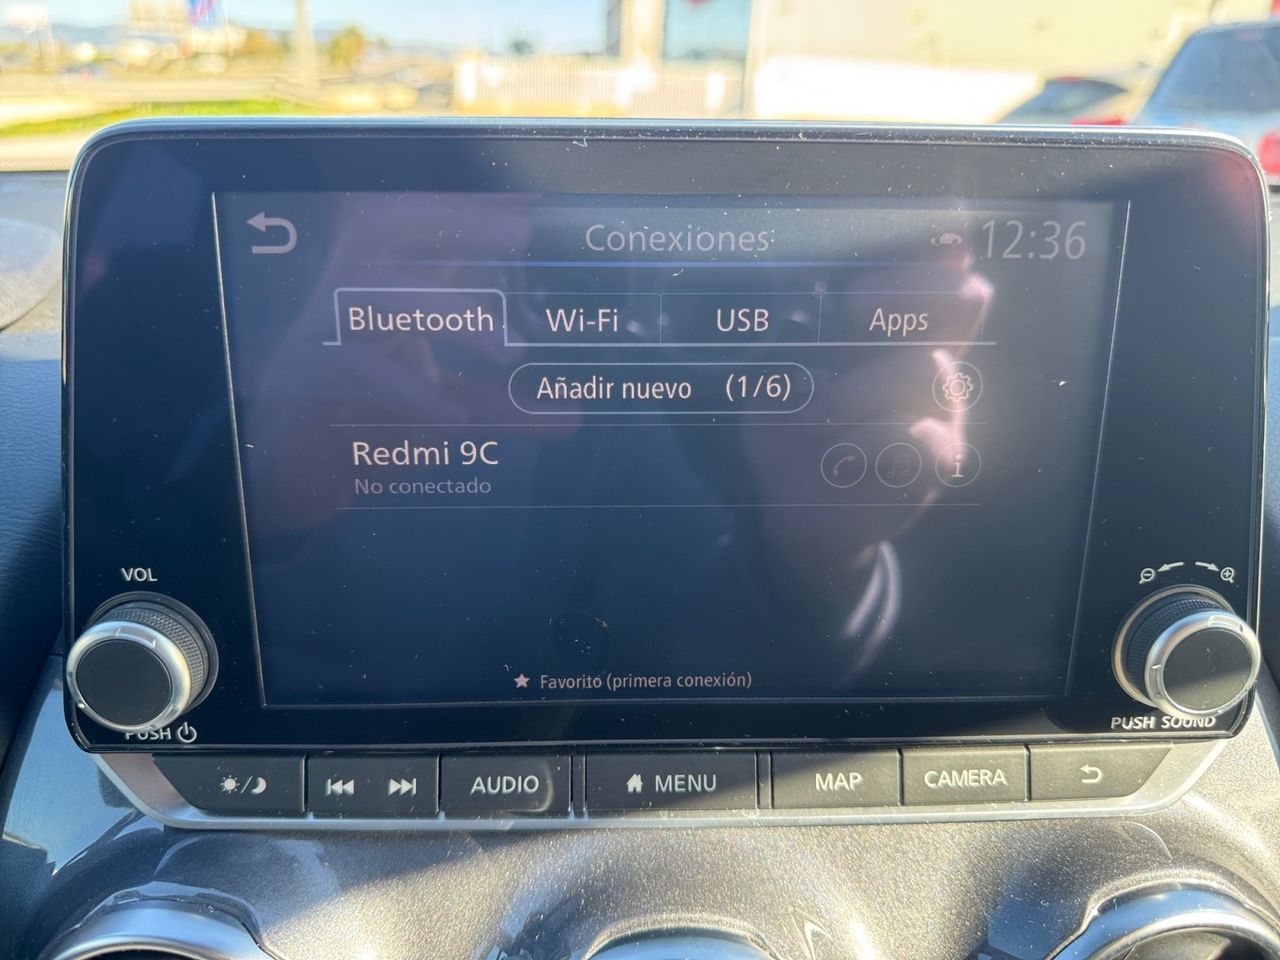 Conexiones
12:36
Bluetooth Wi-Fi USB Apps
Añadir nuevo (1/6)
Redmi 9C
No conectado
Favorito (primera conexión)
VOL
PUSH
PUSH SOUND
AUDIO MENU MAP CAMERA